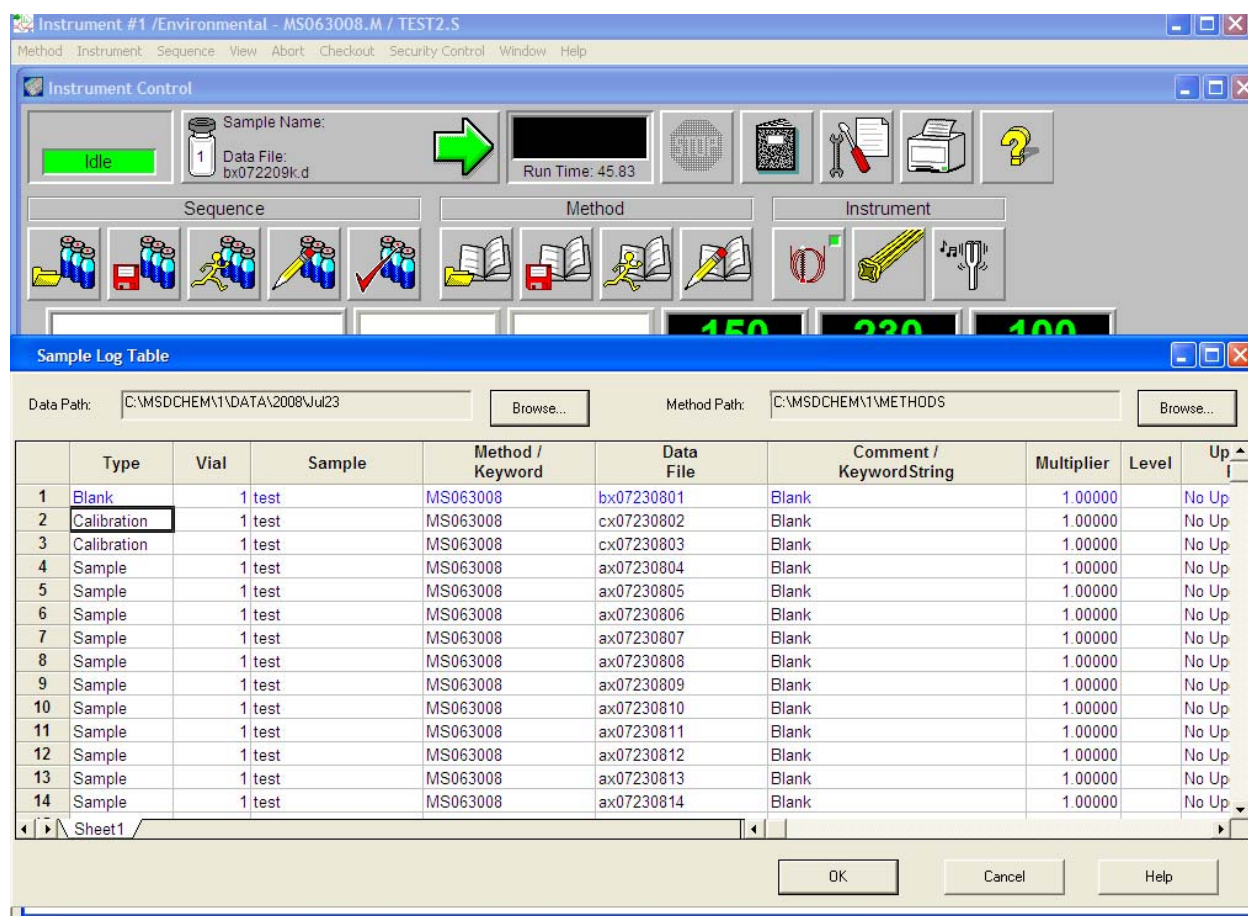 Instrument #1 /Environmental - MS063008.M / TEST2.S
Method Instrument Sequence View Abort Checkout Security Control Window Help
Instrument Control
Idle
1
Sample Name:
Data File:
bx072209k.d
Run Time: 45.83
STOP
Sequence Method Instrument
150 230 100
Sample Log Table
Data Path: C:\MSDCHEM\1\DATA\2008\Jul23 Browse... Method Path: C:\MSDCHEM\1\METHODS Browse...
Type Vial Sample Method / Keyword Data File Comment / KeywordString Multiplier Level Up
1 Blank 1 test MS063008 bx07230801 Blank 1.00000 No Up
2 Calibration 1 test MS063008 cx07230802 Blank 1.00000 No Up
3 Calibration 1 test MS063008 cx07230803 Blank 1.00000 No Up
4 Sample 1 test MS063008 ax07230804 Blank 1.00000 No Up
5 Sample 1 test MS063008 ax07230805 Blank 1.00000 No Up
6 Sample 1 test MS063008 ax07230806 Blank 1.00000 No Up
7 Sample 1 test MS063008 ax07230807 Blank 1.00000 No Up
8 Sample 1 test MS063008 ax07230808 Blank 1.00000 No Up
9 Sample 1 test MS063008 ax07230809 Blank 1.00000 No Up
10 Sample 1 test MS063008 ax07230810 Blank 1.00000 No Up
11 Sample 1 test MS063008 ax07230811 Blank 1.00000 No Up
12 Sample 1 test MS063008 ax07230812 Blank 1.00000 No Up
13 Sample 1 test MS063008 ax07230813 Blank 1.00000 No Up
14 Sample 1 test MS063008 ax07230814 Blank 1.00000 No Up
Sheet1
OK Cancel Help